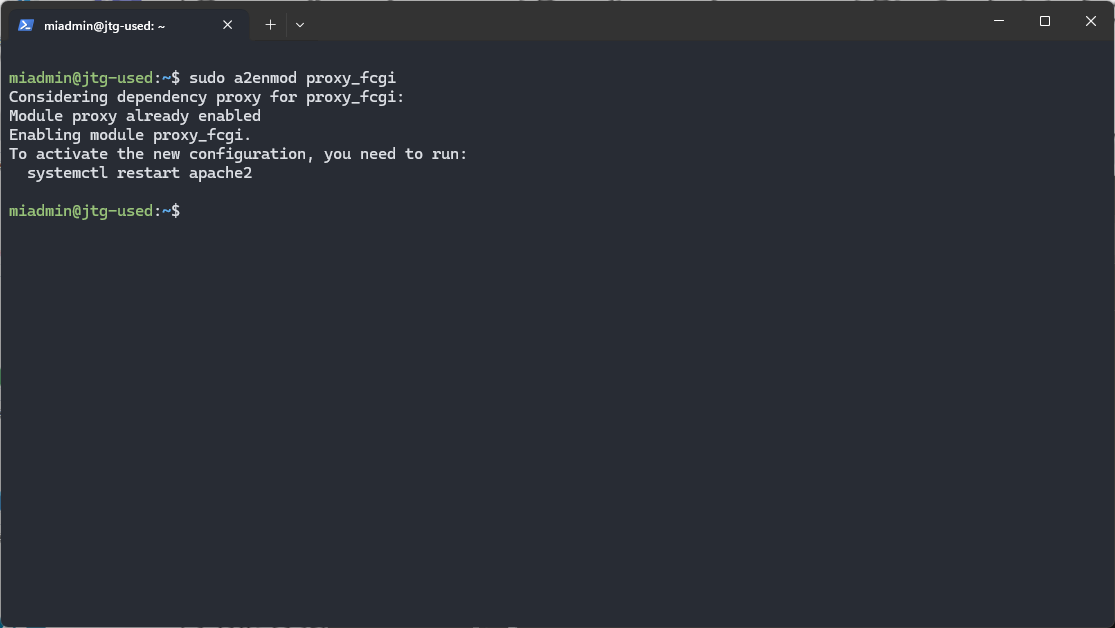 miadmin@jtg-used: ~
miadmin@jtg-used:~$ sudo a2enmod proxy_fcgi
Considering dependency proxy for proxy_fcgi:
Module proxy already enabled
Enabling module proxy_fcgi.
To activate the new configuration, you need to run:
  systemctl restart apache2
miadmin@jtg-used:~$